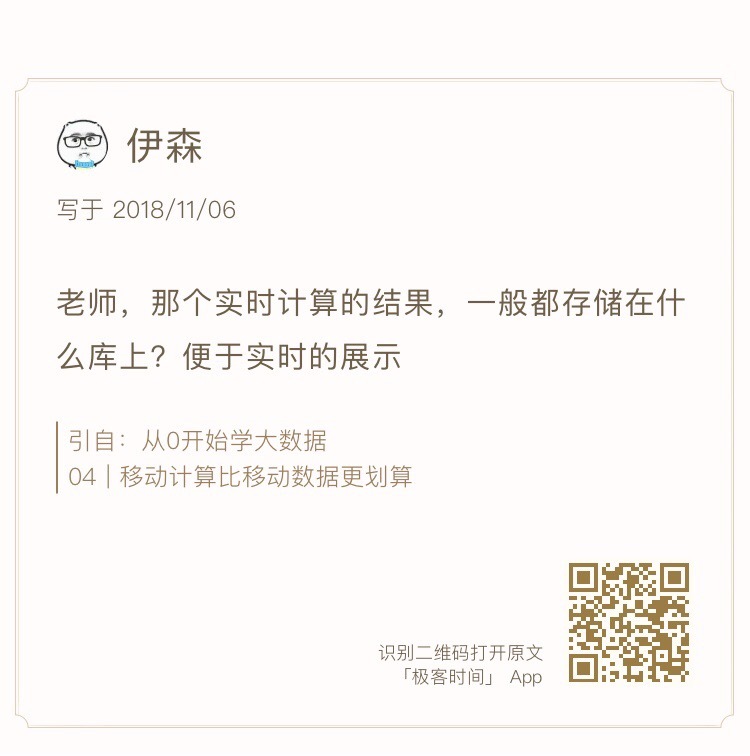 伊森
写于 2018/11/06
老师，那个实时计算的结果，一般都存储在什
么库上？便于实时的展示
引自：从0开始学大数据
04 | 移动计算比移动数据更划算
识别二维码打开原文
「极客时间」 App